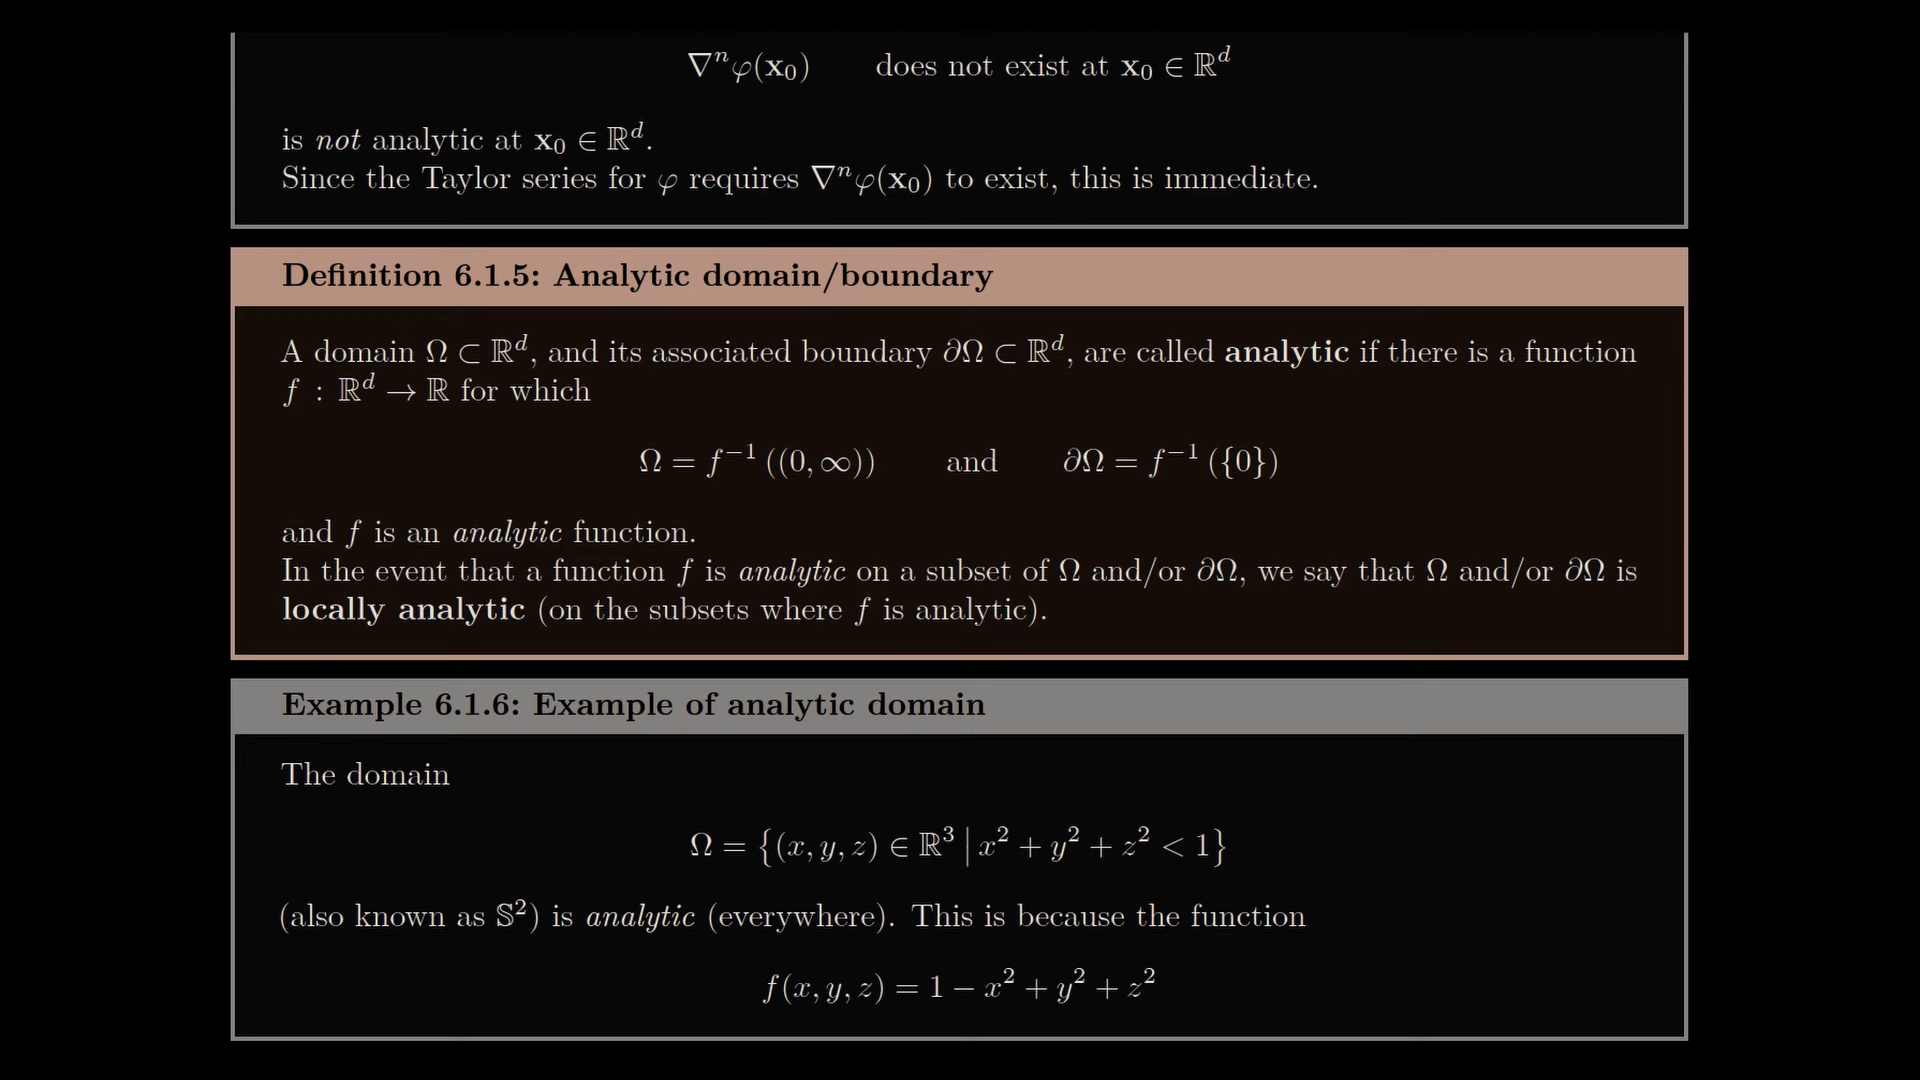 ∇ⁿφ(x₀) does not exist at x₀ ∈ ℝᵈ
is not analytic at x₀ ∈ ℝᵈ.
Since the Taylor series for φ requires ∇ⁿφ(x₀) to exist, this is immediate.
Definition 6.1.5: Analytic domain/boundary
A domain Ω ⊂ ℝᵈ, and its associated boundary ∂Ω ⊂ ℝᵈ, are called analytic if there is a function
f : ℝᵈ → ℝ for which
Ω = f⁻¹ ((0, ∞)) and ∂Ω = f⁻¹ ({0})
and f is an analytic function.
In the event that a function f is analytic on a subset of Ω and/or ∂Ω, we say that Ω and/or ∂Ω is
locally analytic (on the subsets where f is analytic).
Example 6.1.6: Example of analytic domain
The domain
Ω = {(x, y, z) ∈ ℝ³ | x² + y² + z² < 1}
(also known as 𝕊²) is analytic (everywhere). This is because the function
f(x, y, z) = 1 − x² + y² + z²